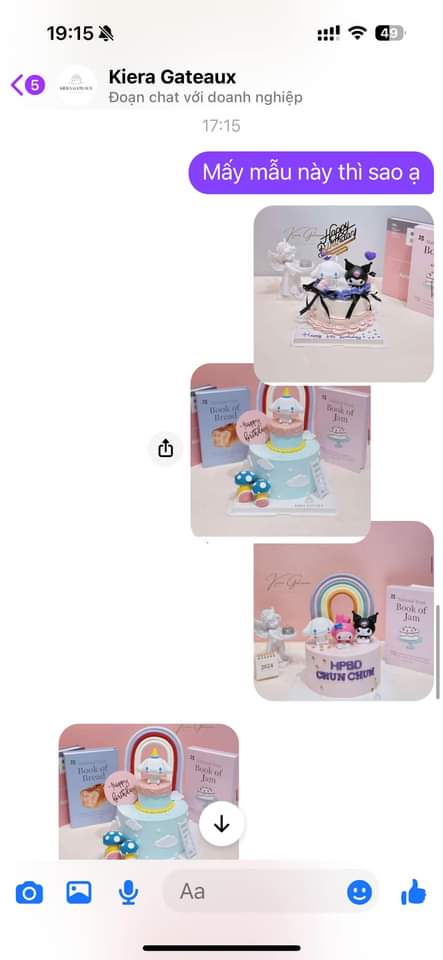 19:15
49
5
KIERA GATEAUX
Kiera Gateaux
Đoạn chat với doanh nghiệp
17:15
Mấy mẫu này thì sao ạ
Happy
Birthday
Book of
Bread
Happy
Birthday
Book of
Jam
Book of
Jam
2024
HPBD
CHUN CHUM
Book of
Bread
Happy
Birthday
Book of
Jam
Aa